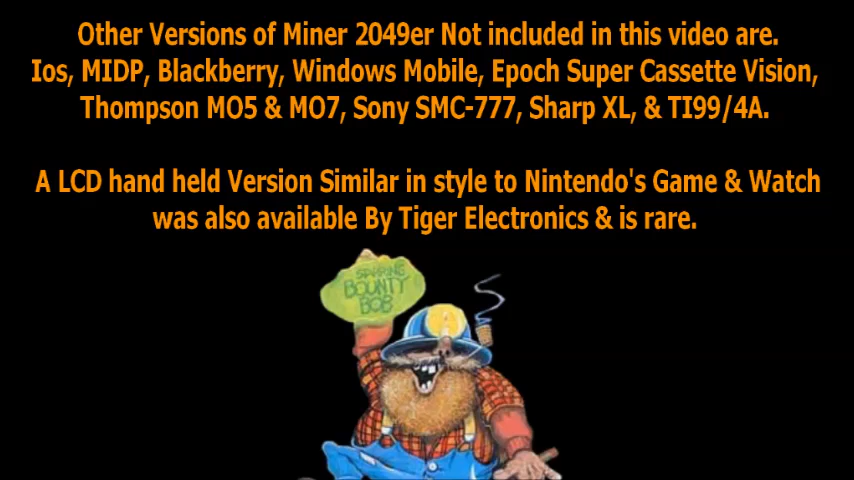 Other Versions of Miner 2049er Not included in this video are.
Ios, MIDP, Blackberry, Windows Mobile, Epoch Super Cassette Vision,
Thompson MO5 & MO7, Sony SMC-777, Sharp XL, & TI99/4A.
A LCD hand held Version Similar in style to Nintendo's Game & Watch
was also available By Tiger Electronics & is rare.
STARRING
BOUNTY
BOB